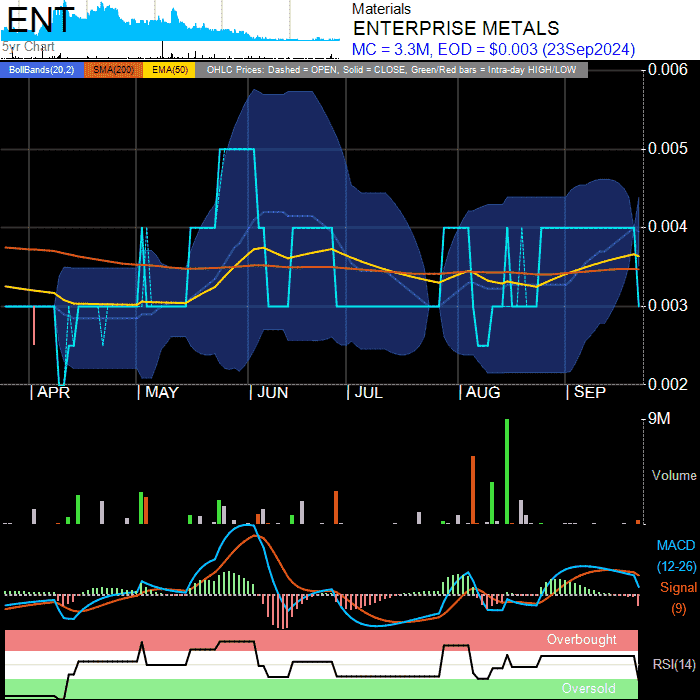 ENT
5yr Chart
Materials
ENTERPRISE METALS
MC = 3.3M, EOD = $0.003 (23Sep2024)
BollBands(20,2) SMA(200) EMA(50) OHLC Prices: Dashed = OPEN, Solid = CLOSE, Green/Red bars = Intra-day HIGH/LOW
0.006
0.005
0.004
0.003
0.002
| APR | MAY | JUN | JUL | AUG | SEP
9M
Volume
MACD
(12-26)
Signal
(9)
Overbought
RSI(14)
Oversold